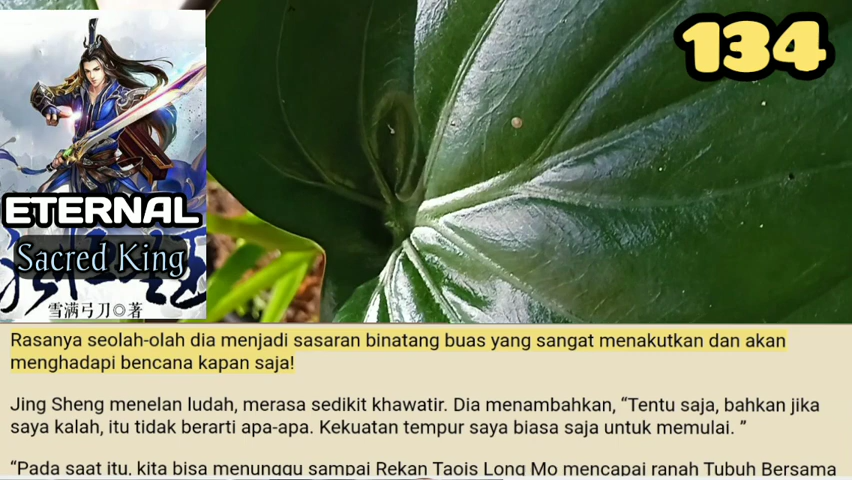 134
ETERNAL
Sacred King
雪满弓刀◎著
Rasanya seolah-olah dia menjadi sasaran binatang buas yang sangat menakutkan dan akan
menghadapi bencana kapan saja!
Jing Sheng menelan ludah, merasa sedikit khawatir. Dia menambahkan, “Tentu saja, bahkan jika
saya kalah, itu tidak berarti apa-apa. Kekuatan tempur saya biasa saja untuk memulai. ”
“Pada saat itu, kita bisa menunggu sampai Rekan Taois Long Mo mencapai ranah Tubuh Bersama